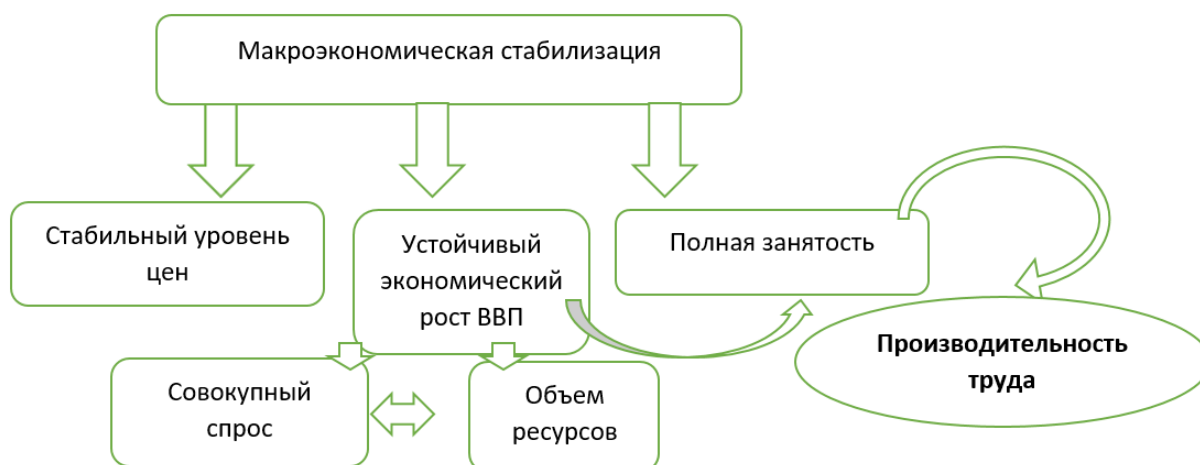 Макроэкономическая стабилизация
Стабильный уровень
цен
Устойчивый
экономический
рост ВВП
Полная занятость
Производительность
труда
Совокупный
спрос
Объем
ресурсов